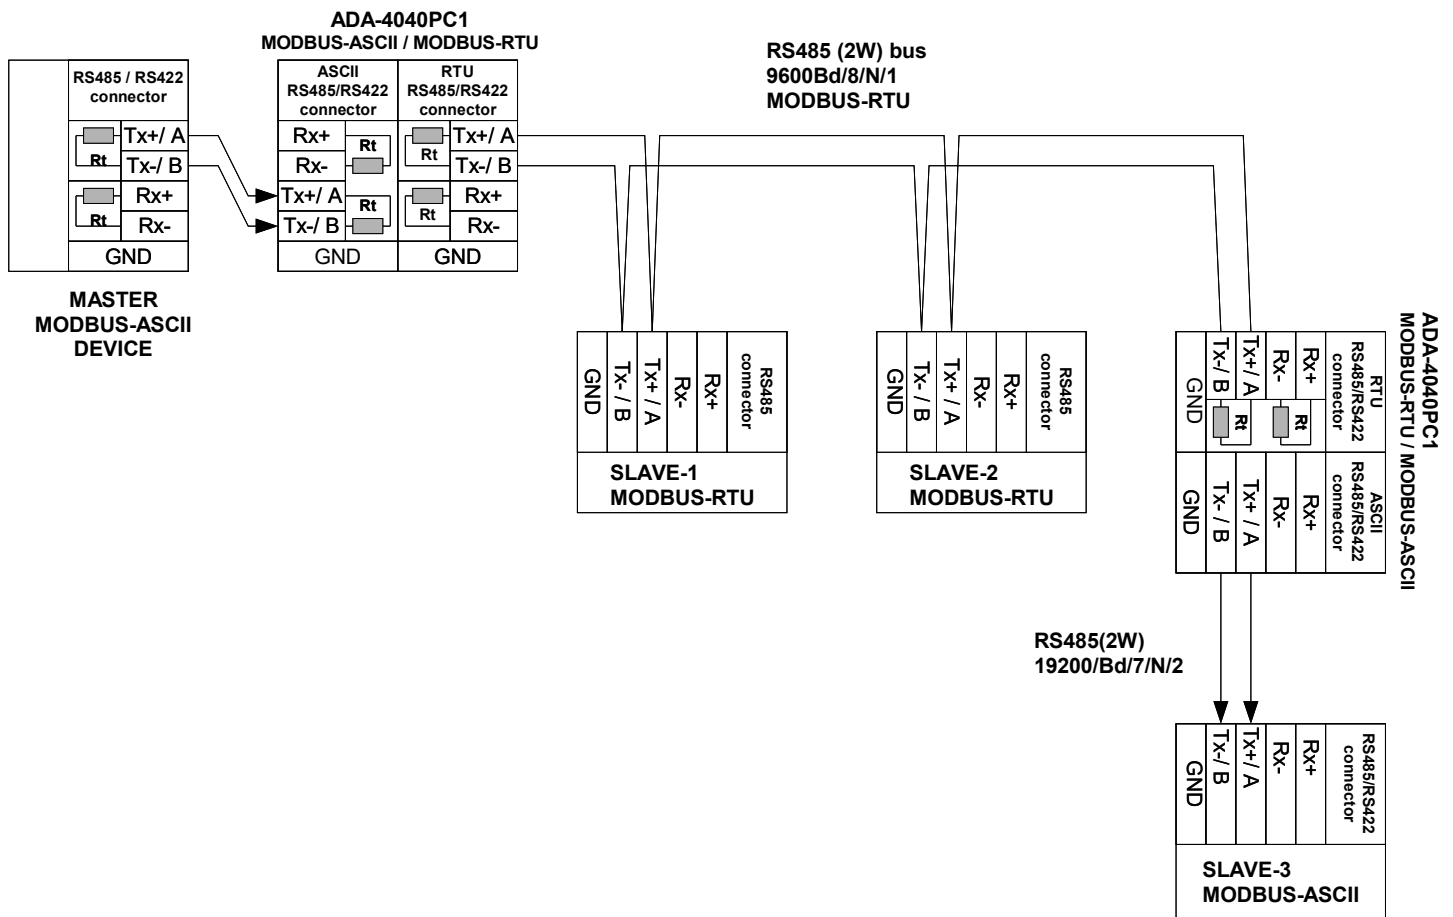 ADA-4040PC1
MODBUS-ASCII / MODBUS-RTU
RS485 / RS422
connector
Tx+/ A
Rt
Tx-/ B
Rx+
Rt
Rx-
GND
MASTER
MODBUS-ASCII
DEVICE
ASCII
RS485/RS422
connector
Rx+
Rt
Rx-
Tx+/ A
Rt
Tx-/ B
GND
RTU
RS485/RS422
connector
Tx+/ A
Rt
Tx-/ B
Rx+
Rt
Rx-
GND
RS485 (2W) bus
9600Bd/8/N/1
MODBUS-RTU
GND
Tx- / B
Tx+ / A
Rx-
Rx+
RS485
connector
SLAVE-1
MODBUS-RTU
GND
Tx- / B
Tx+ / A
Rx-
Rx+
RS485
connector
SLAVE-2
MODBUS-RTU
ADA-4040PC1
MODBUS-RTU / MODBUS-ASCII
GND
Tx-/ B
Tx+/ A
Rx-
Rx+
RTU
RS485/RS422
connector
Rt
Rt
GND
Tx- / B
Tx+ / A
Rx-
Rx+
ASCII
RS485/RS422
connector
RS485(2W)
19200/Bd/7/N/2
GND
Tx-/ B
Tx+/ A
Rx-
Rx+
RS485/RS422
connector
SLAVE-3
MODBUS-ASCII